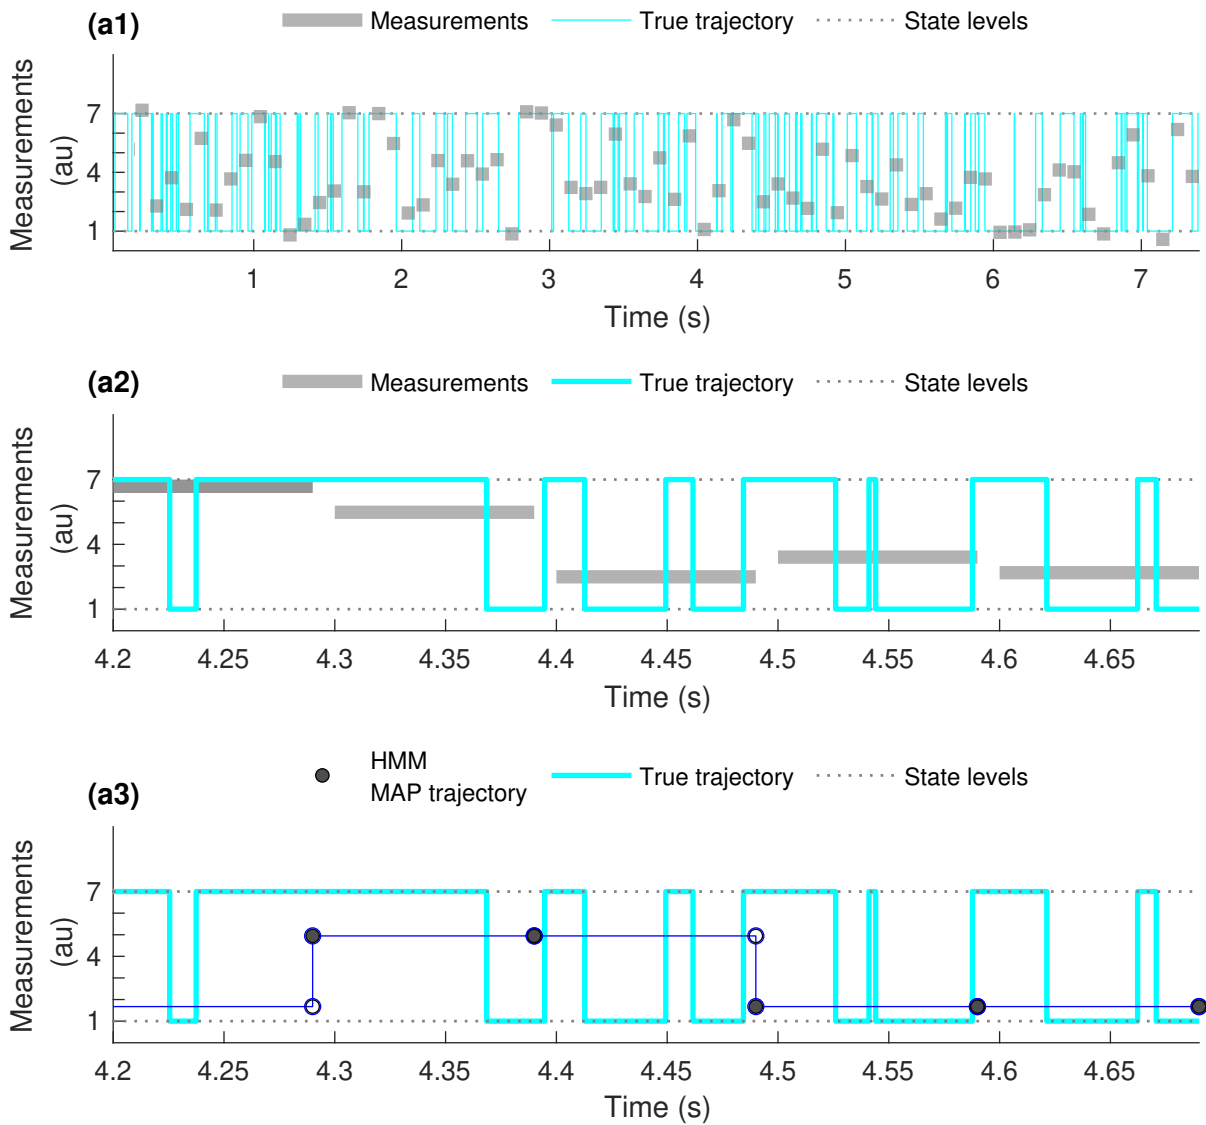 (a1)
Measurements True trajectory State levels
Measurements
(au)
7
4
1
1 2 3 4 5 6 7
Time (s)
(a2)
Measurements True trajectory State levels
Measurements
(au)
7
4
1
4.2 4.25 4.3 4.35 4.4 4.45 4.5 4.55 4.6 4.65
Time (s)
(a3)
HMM
MAP trajectory True trajectory State levels
Measurements
(au)
7
4
1
4.2 4.25 4.3 4.35 4.4 4.45 4.5 4.55 4.6 4.65
Time (s)